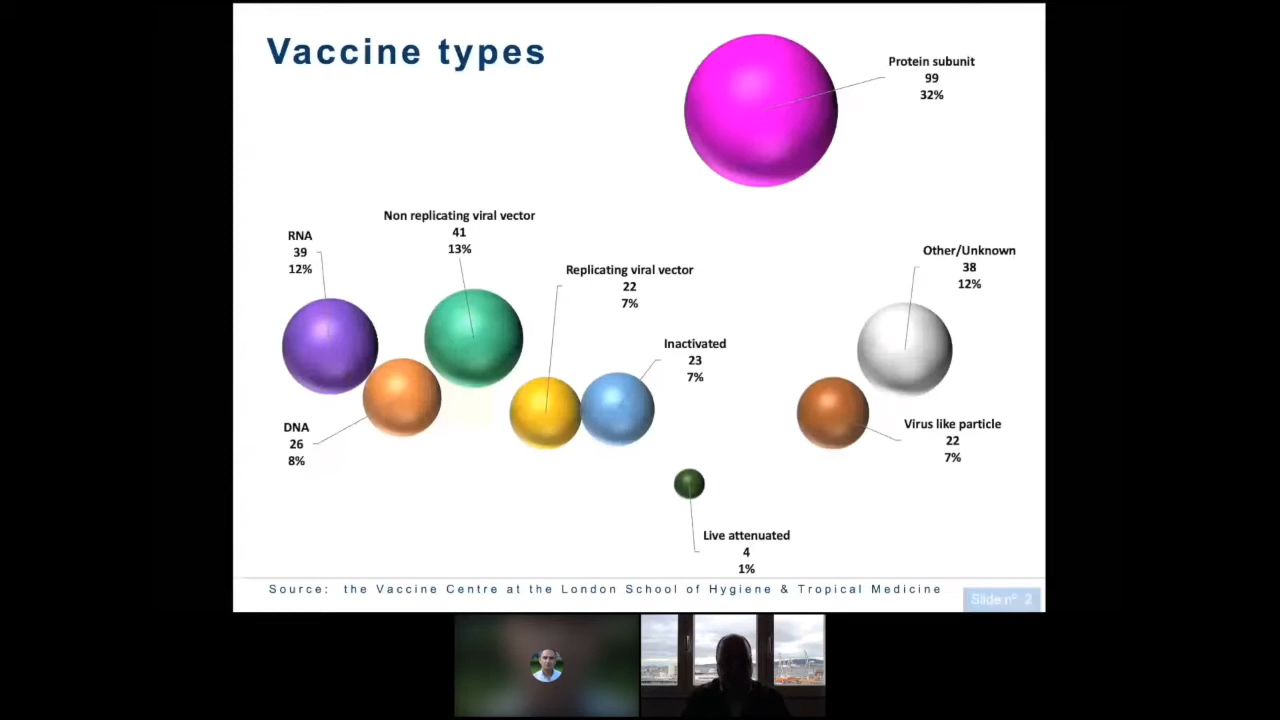 Vaccine types
Protein subunit
99
32%
Non replicating viral vector
41
13%
RNA
39
12%
Replicating viral vector
22
7%
Other/Unknown
38
12%
Inactivated
23
7%
DNA
26
8%
Virus like particle
22
7%
Live attenuated
4
1%
Source: the Vaccine Centre at the London School of Hygiene & Tropical Medicine
Slide n° 2